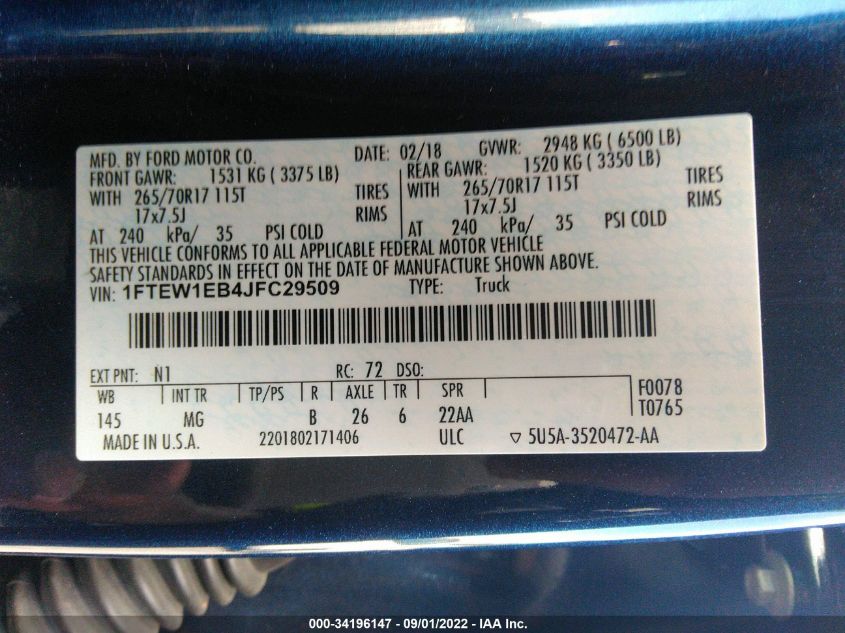 MFD. BY FORD MOTOR CO. DATE: 02/18 GVWR: 2948 KG ( 6500 LB)
FRONT GAWR: 1531 KG ( 3375 LB) REAR GAWR: 1520 KG ( 3350 LB)
WITH 265/70R17 115T TIRES WITH 265/70R17 115T TIRES
17x7.5J RIMS 17x7.5J RIMS
AT 240 kPa/ 35 PSI COLD AT 240 kPa/ 35 PSI COLD
THIS VEHICLE CONFORMS TO ALL APPLICABLE FEDERAL MOTOR VEHICLE
SAFETY STANDARDS IN EFFECT ON THE DATE OF MANUFACTURE SHOWN ABOVE.
VIN: 1FTEW1EB4JFC29509 TYPE: Truck
EXT PNT: N1 RC: 72 DSO:
WB INT TR TP/PS R AXLE TR SPR F0078
145 MG B 26 6 22AA T0765
MADE IN U.S.A. 2201802171406 ULC ▽ 5U5A-3520472-AA
000-34196147 - 09/01/2022 - IAA Inc.